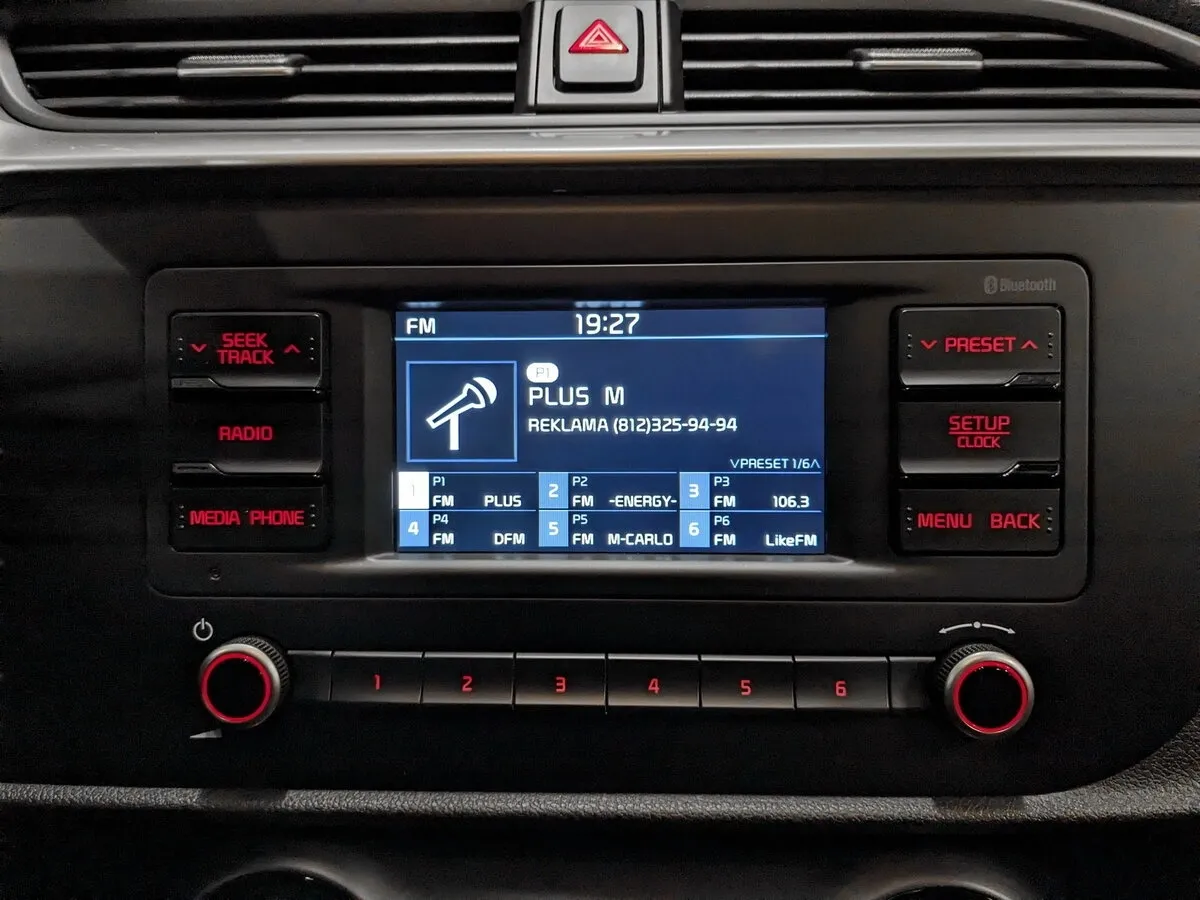 Bluetooth
SEEK
TRACK
RADIO
MEDIA PHONE
FM 19:27
P1
PLUS M
REKLAMA (812)325-94-94
PRESET 1/6
1 P1 FM PLUS
2 P2 FM -ENERGY-
3 P3 FM 106.3
4 P4 FM DFM
5 P5 FM M-CARLO
6 P6 FM LikeFM
PRESET
SETUP
CLOCK
MENU BACK
1 2 3 4 5 6